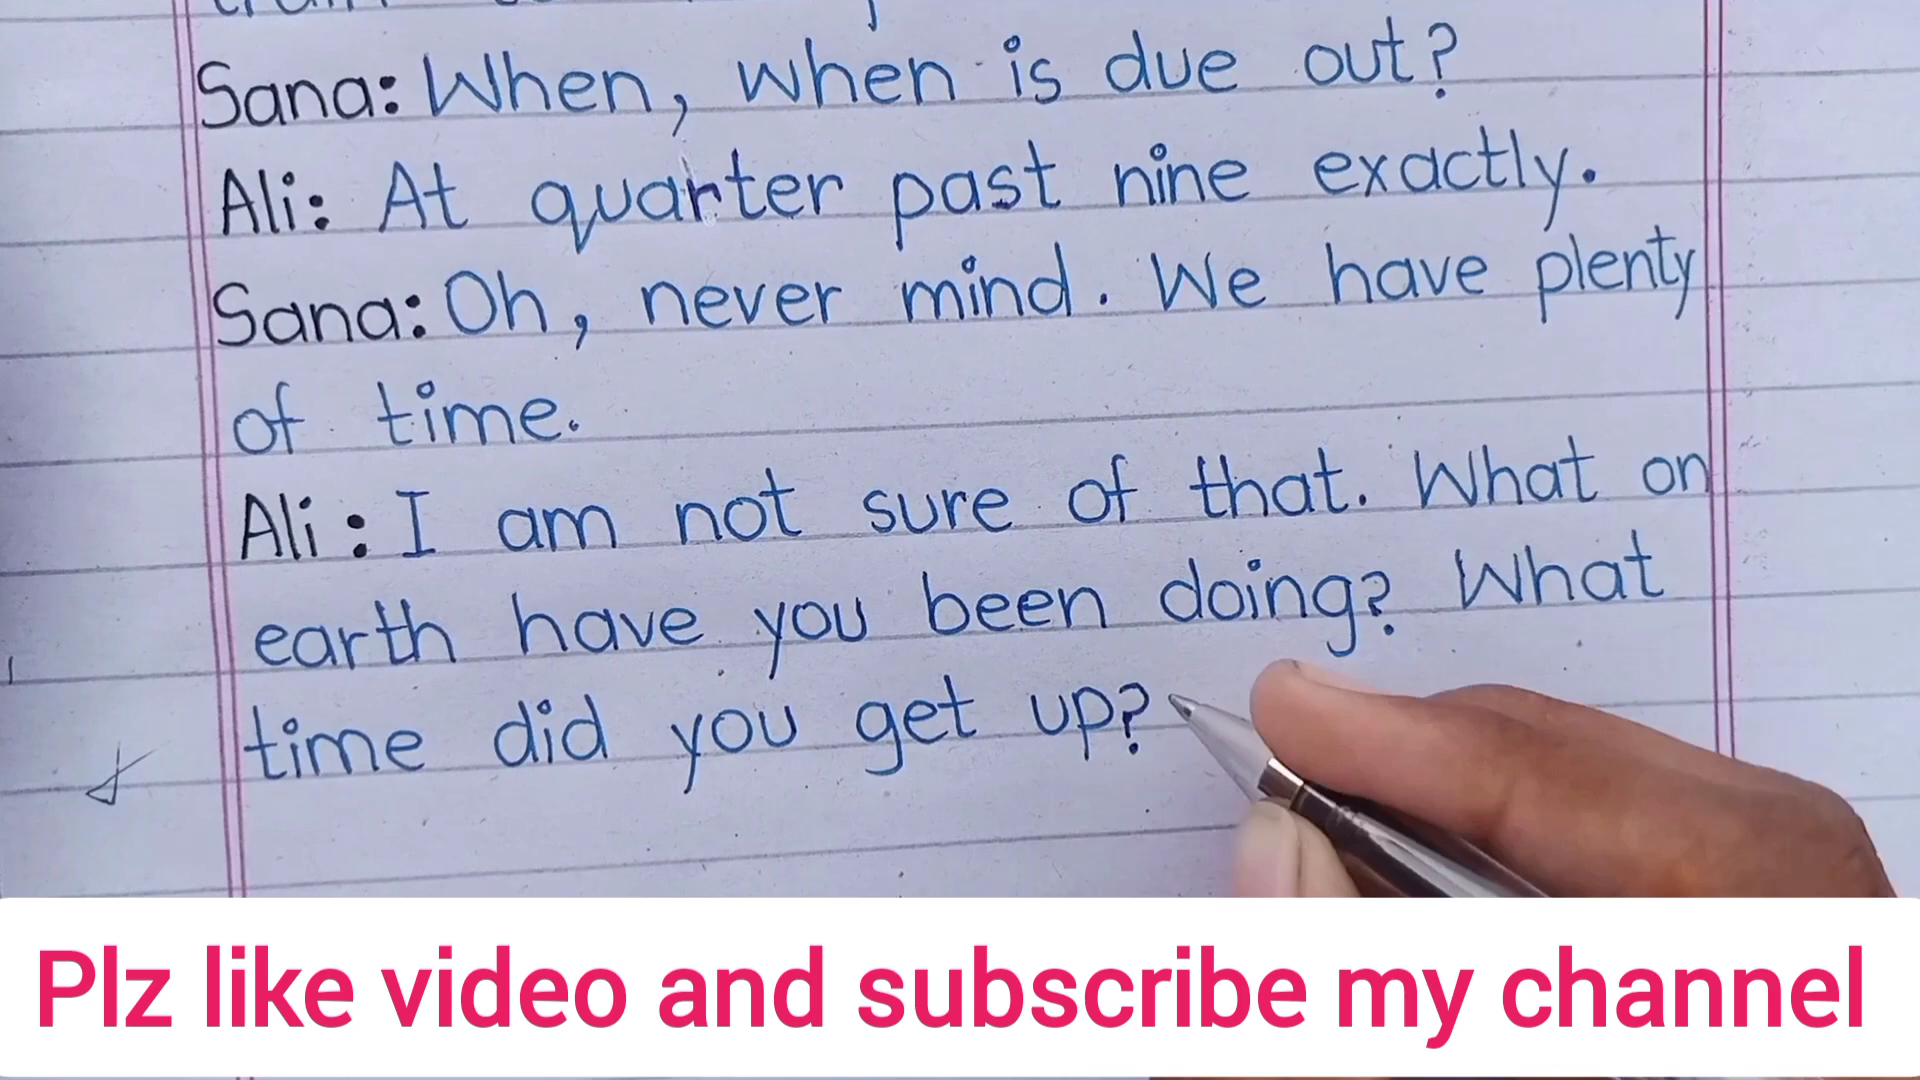 Sana: When, when is due out?
Ali: At quarter past nine exactly.
Sana: Oh, never mind. We have plenty
of time.
Ali: I am not sure of that. What on
earth have you been doing? What
time did you get up?
Plz like video and subscribe my channel